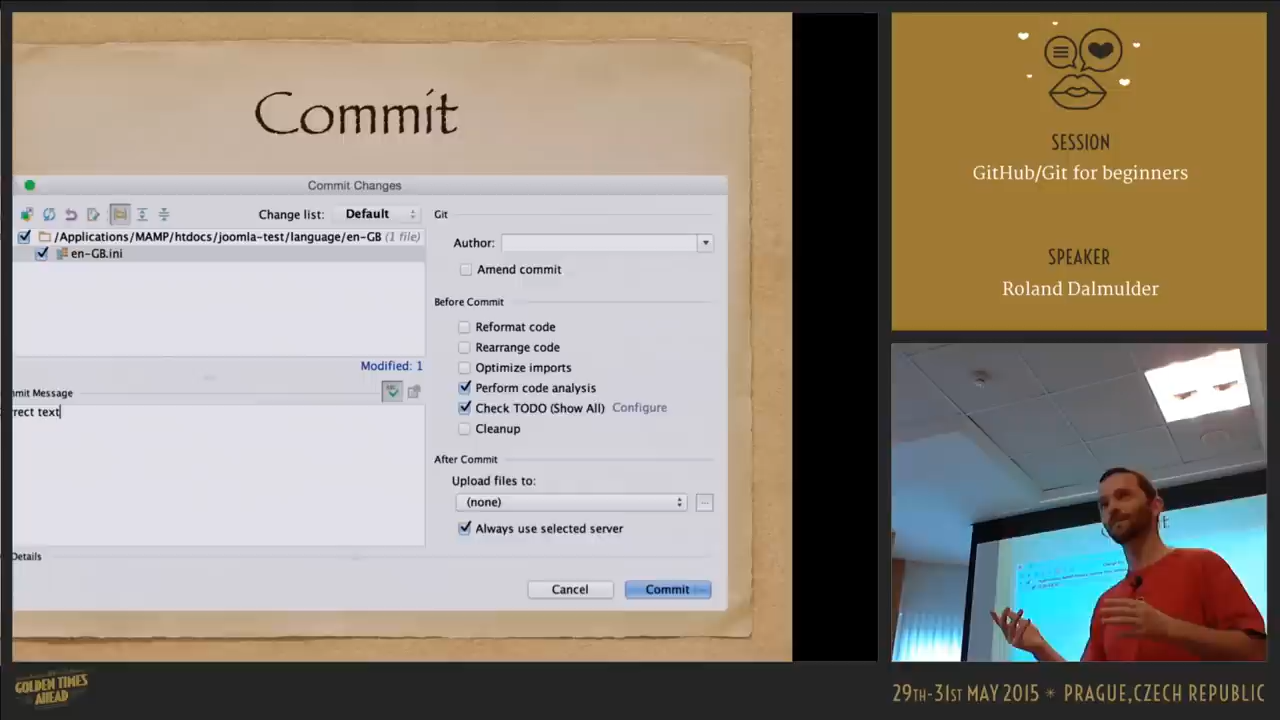 Commit
Commit Changes
Change list: Default
/Applications/MAMP/htdocs/joomla-test/language/en-GB (1 file)
en-GB.ini
Modified: 1
mmit Message
rrect text
Details
Git
Author:
Amend commit
Before Commit
Reformat code
Rearrange code
Optimize imports
Perform code analysis
Check TODO (Show All) Configure
Cleanup
After Commit
Upload files to:
(none)
Always use selected server
Cancel Commit
SESSION
GitHub/Git for beginners
SPEAKER
Roland Dalmulder
GOLDEN TIMES
AHEAD
29TH-31ST MAY 2015 * PRAGUE, CZECH REPUBLIC